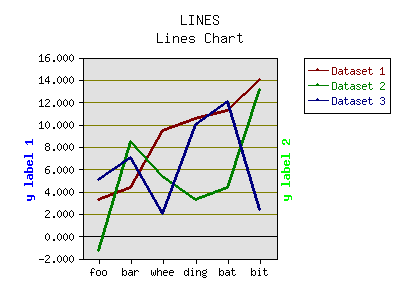 LINES
Lines Chart
16.000
14.000
12.000
10.000
8.000
6.000
4.000
2.000
0.000
-2.000
y label 1
foo bar whee ding bat bit
y label 2
Dataset 1
Dataset 2
Dataset 3